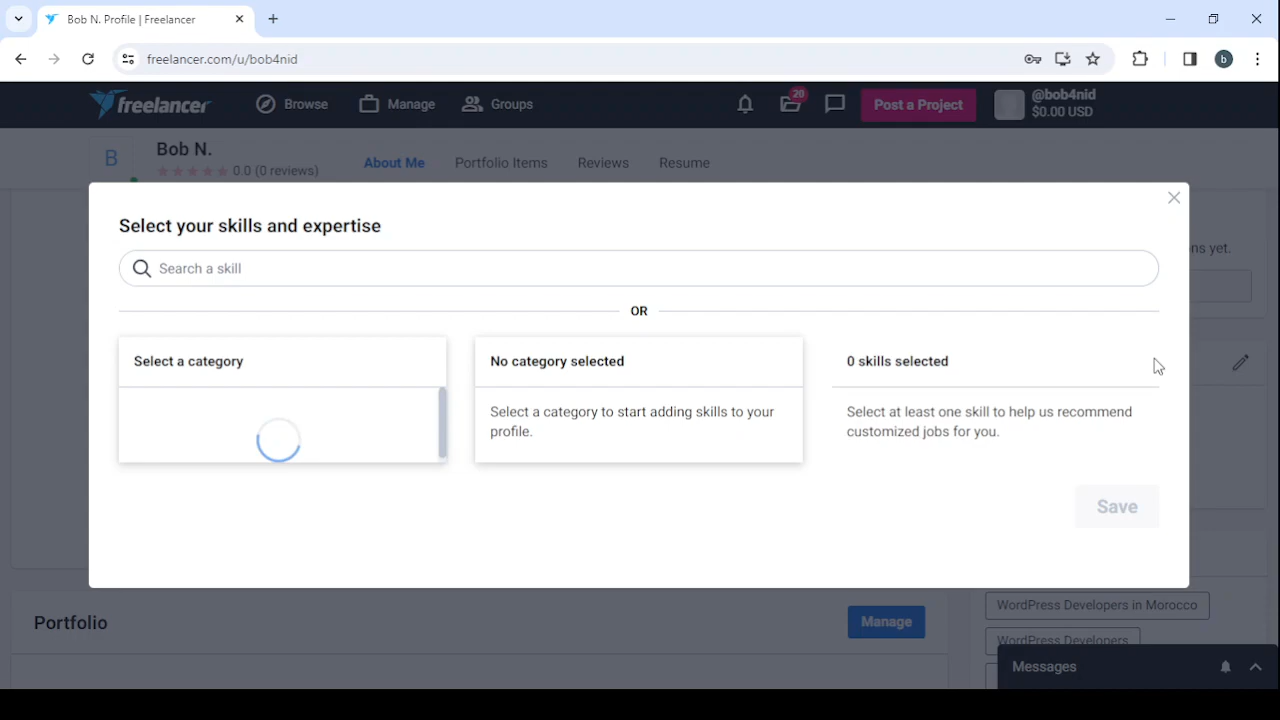 Bob N. Profile | Freelancer
freelancer.com/u/bob4nid
b
freelancer
Browse
Manage
Groups
20
Post a Project
@bob4nid
$0.00 USD
B
Bob N.
0.0 (0 reviews)
About Me
Portfolio Items
Reviews
Resume
ns yet.
Select your skills and expertise
Search a skill
OR
Select a category
No category selected
Select a category to start adding skills to your
profile.
0 skills selected
Select at least one skill to help us recommend
customized jobs for you.
Save
Portfolio
Manage
WordPress Developers in Morocco
WordPress Developers
Messages